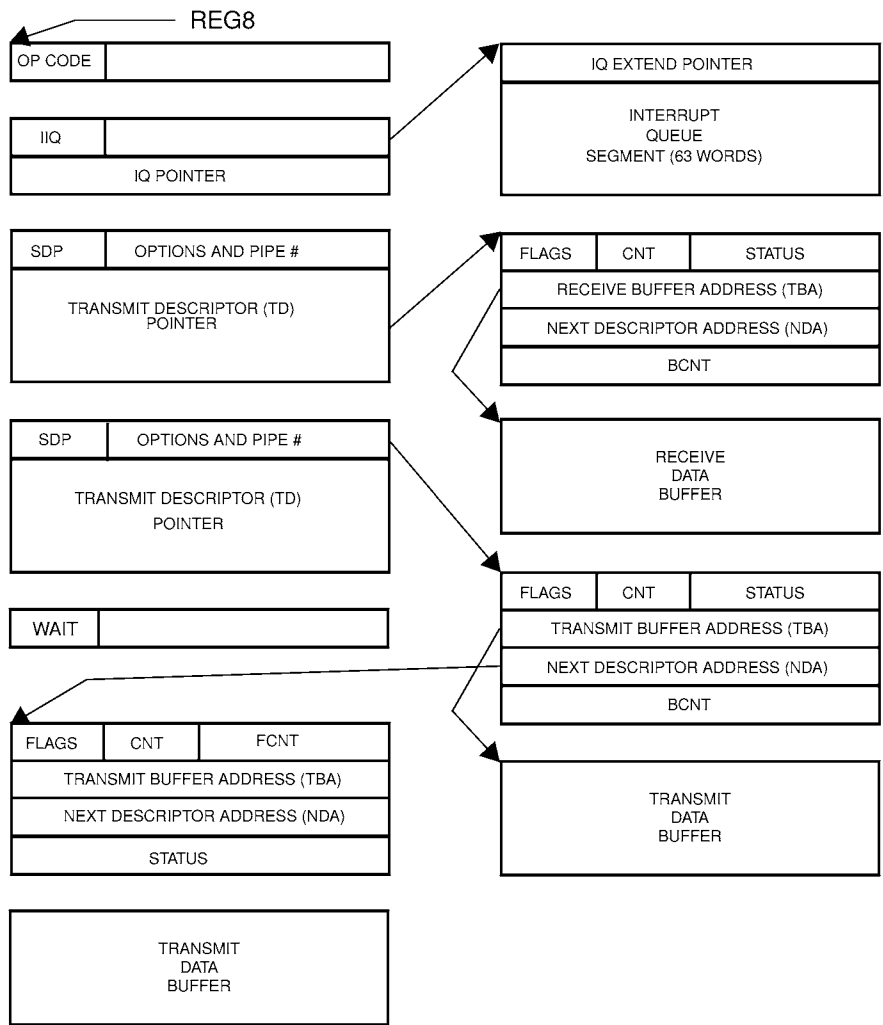 REG8
OP CODE
IIQ
IQ POINTER
SDP OPTIONS AND PIPE #
TRANSMIT DESCRIPTOR (TD)
POINTER
SDP OPTIONS AND PIPE #
TRANSMIT DESCRIPTOR (TD)
POINTER
WAIT
FLAGS CNT FCNT
TRANSMIT BUFFER ADDRESS (TBA)
NEXT DESCRIPTOR ADDRESS (NDA)
STATUS
TRANSMIT
DATA
BUFFER
IQ EXTEND POINTER
INTERRUPT
QUEUE
SEGMENT (63 WORDS)
FLAGS CNT STATUS
RECEIVE BUFFER ADDRESS (TBA)
NEXT DESCRIPTOR ADDRESS (NDA)
BCNT
RECEIVE
DATA
BUFFER
FLAGS CNT STATUS
TRANSMIT BUFFER ADDRESS (TBA)
NEXT DESCRIPTOR ADDRESS (NDA)
BCNT
TRANSMIT
DATA
BUFFER